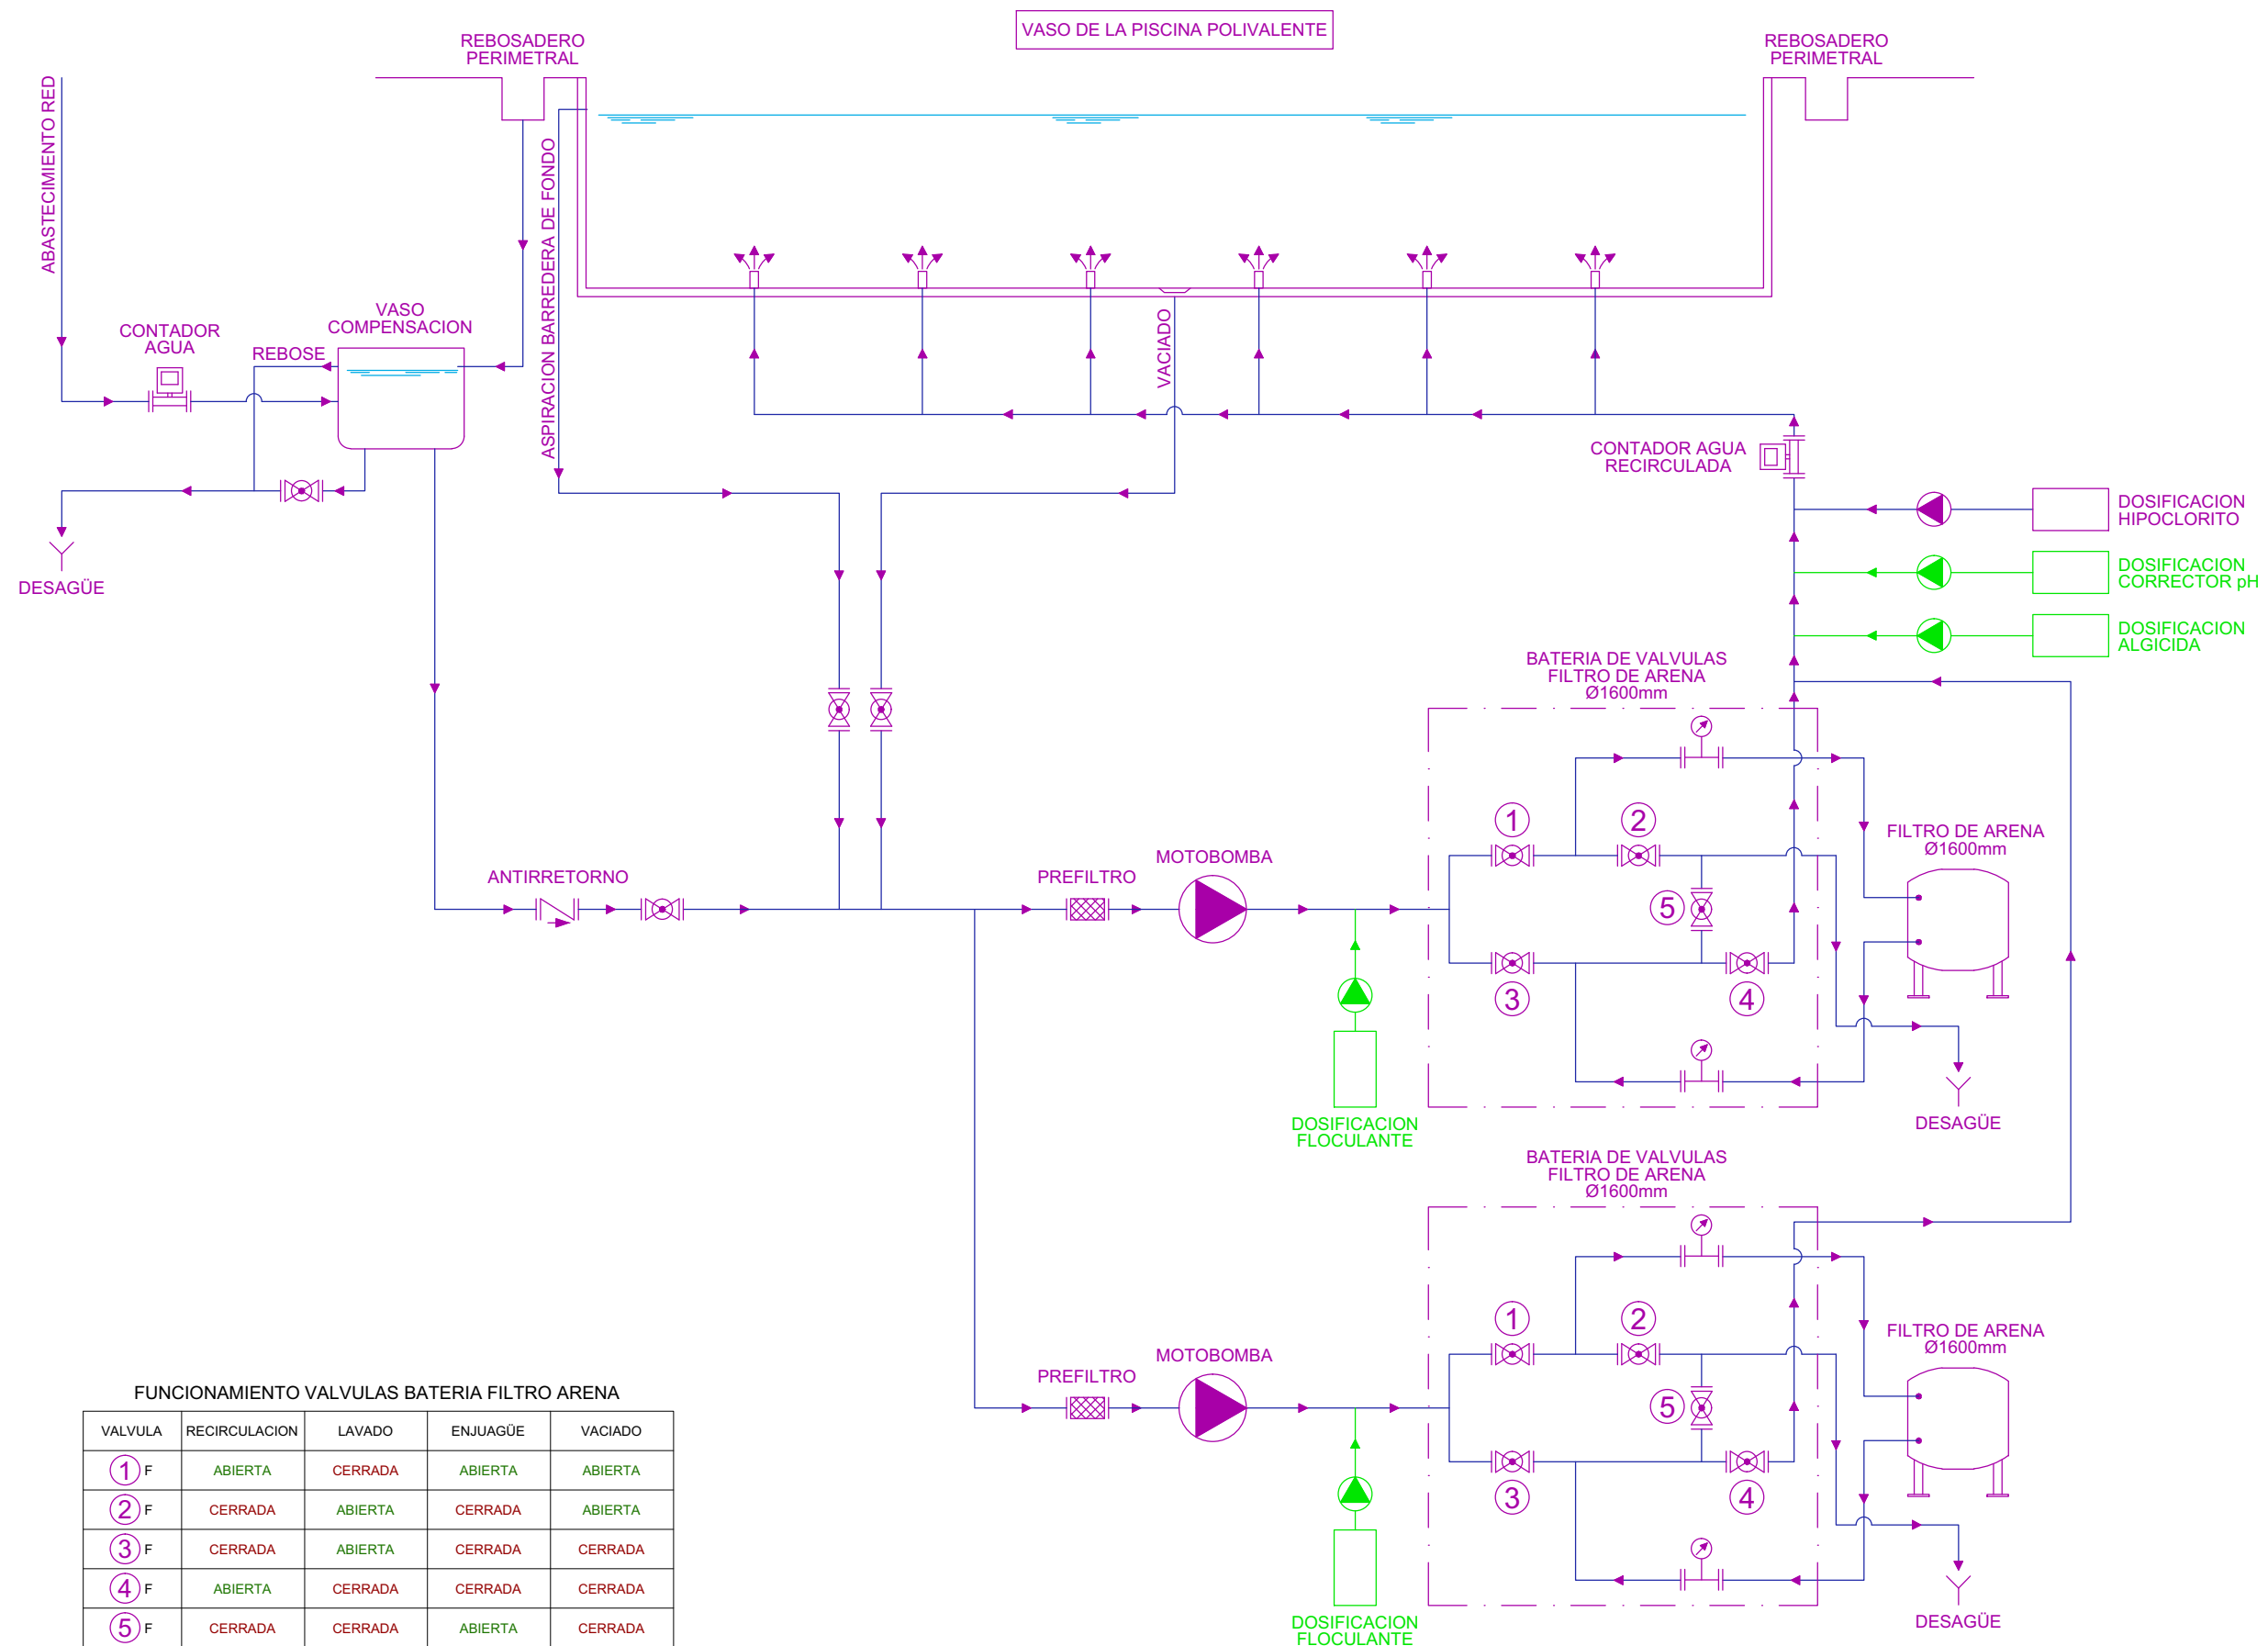 VASO DE LA PISCINA POLIVALENTE
REBOSADERO
PERIMETRAL
REBOSADERO
PERIMETRAL
ABASTECIMIENTO RED
ASPIRACION BARREDERA DE FONDO
VASO
COMPENSACION
CONTADOR
AGUA
REBOSE
VACIADO
DESAGÜE
CONTADOR AGUA
RECIRCULADA
DOSIFICACION
HIPOCLORITO
DOSIFICACION
CORRECTOR pH
DOSIFICACION
ALGICIDA
BATERIA DE VALVULAS
FILTRO DE ARENA
Ø1600mm
1
2
FILTRO DE ARENA
Ø1600mm
ANTIRRETORNO
PREFILTRO
MOTOBOMBA
5
3
4
DOSIFICACION
FLOCULANTE
DESAGÜE
BATERIA DE VALVULAS
FILTRO DE ARENA
Ø1600mm
1
2
FILTRO DE ARENA
Ø1600mm
PREFILTRO
MOTOBOMBA
5
3
4
DOSIFICACION
FLOCULANTE
DESAGÜE
FUNCIONAMIENTO VALVULAS BATERIA FILTRO ARENA
VALVULA RECIRCULACION LAVADO ENJUAGÜE VACIADO
1 F ABIERTA CERRADA ABIERTA ABIERTA
2 F CERRADA ABIERTA CERRADA ABIERTA
3 F CERRADA ABIERTA CERRADA CERRADA
4 F ABIERTA CERRADA CERRADA CERRADA
5 F CERRADA CERRADA ABIERTA CERRADA